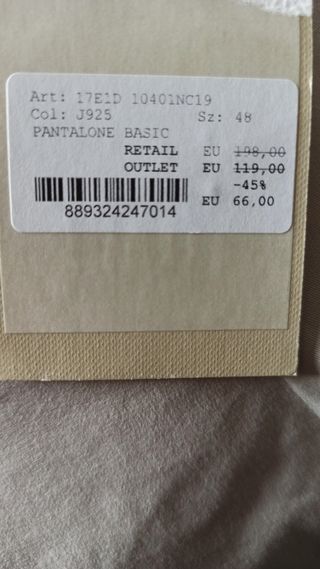 Art: 17E1D 10401NC19
Col: J925 Sz: 48
PANTALONE BASIC
RETAIL EU 198,00
OUTLET EU 119,00
-45%
EU 66,00
889324247014